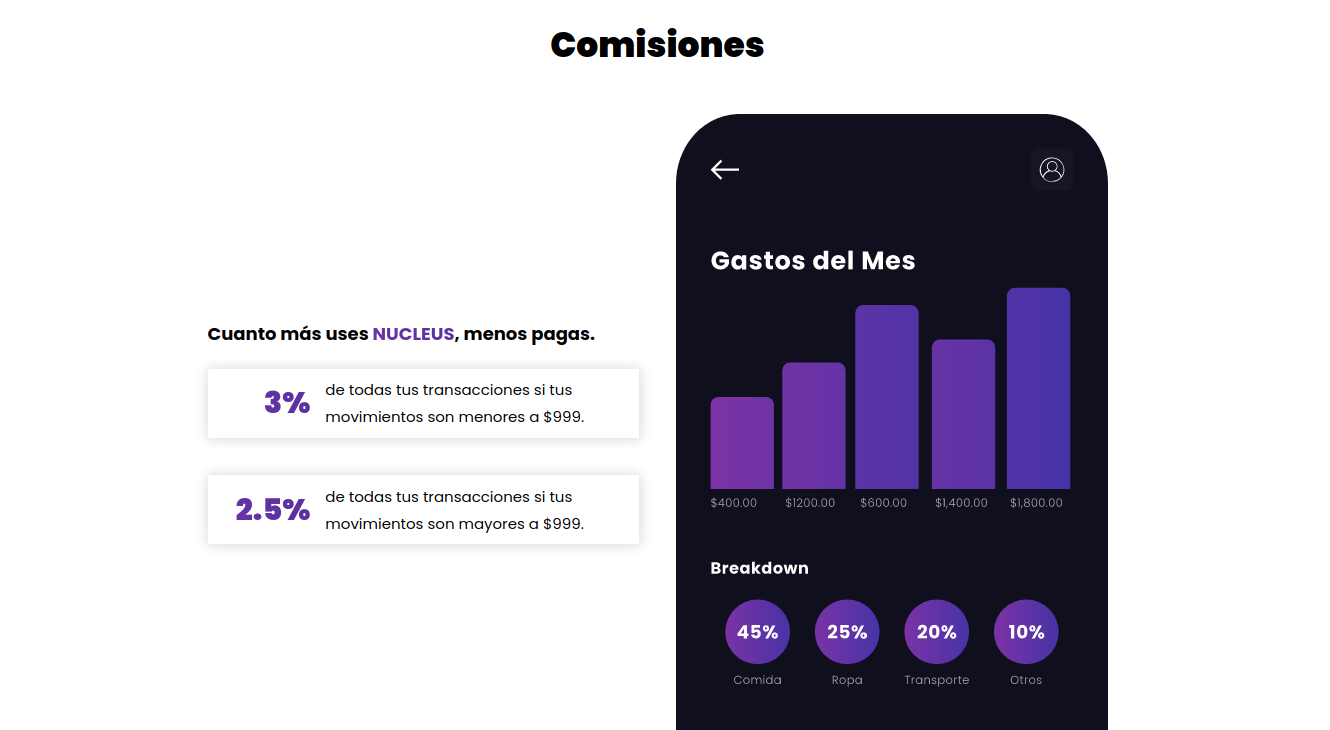 Comisiones
Cuanto más uses NUCLEUS, menos pagas.
3%
de todas tus transacciones si tus
movimientos son menores a $999.
2.5%
de todas tus transacciones si tus
movimientos son mayores a $999.
Gastos del Mes
$400.00 $1200.00 $600.00 $1,400.00 $1,800.00
Breakdown
45% 25% 20% 10%
Comida Ropa Transporte Otros